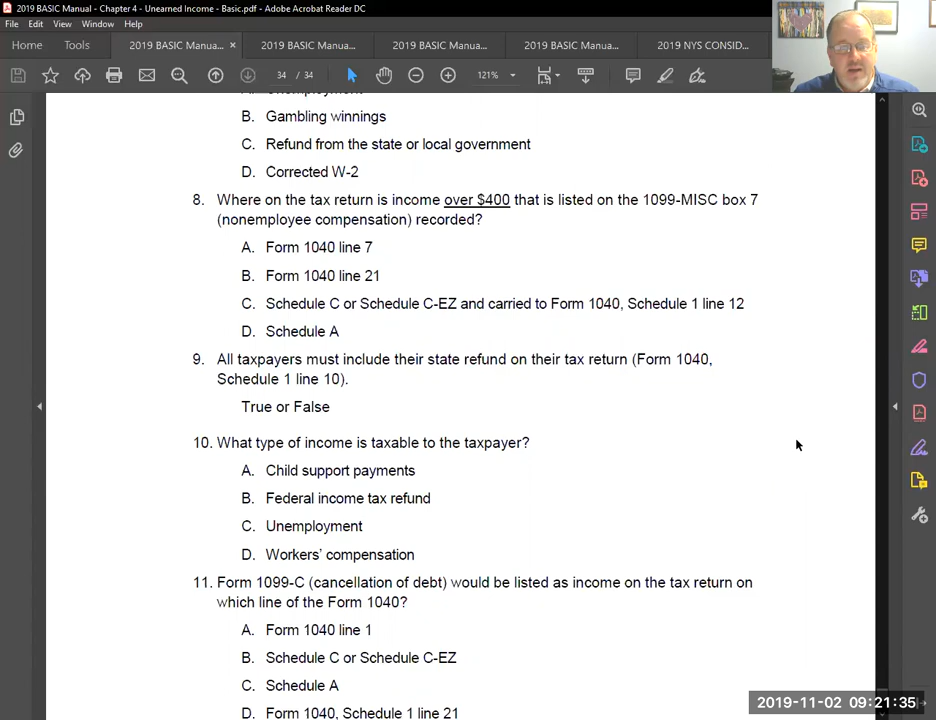 2019 BASIC Manual - Chapter 4 - Unearned Income - Basic.pdf - Adobe Acrobat Reader DC
File Edit View Window Help
Home Tools 2019 BASIC Manua... × 2019 BASIC Manua... 2019 BASIC Manua... 2019 BASIC Manua... 2019 NYS CONSID...
34 / 34 121%
B. Gambling winnings
C. Refund from the state or local government
D. Corrected W-2
8. Where on the tax return is income over $400 that is listed on the 1099-MISC box 7
(nonemployee compensation) recorded?
A. Form 1040 line 7
B. Form 1040 line 21
C. Schedule C or Schedule C-EZ and carried to Form 1040, Schedule 1 line 12
D. Schedule A
9. All taxpayers must include their state refund on their tax return (Form 1040,
Schedule 1 line 10).
True or False
10. What type of income is taxable to the taxpayer?
A. Child support payments
B. Federal income tax refund
C. Unemployment
D. Workers' compensation
11. Form 1099-C (cancellation of debt) would be listed as income on the tax return on
which line of the Form 1040?
A. Form 1040 line 1
B. Schedule C or Schedule C-EZ
C. Schedule A
D. Form 1040, Schedule 1 line 21
2019-11-02 09:21:35